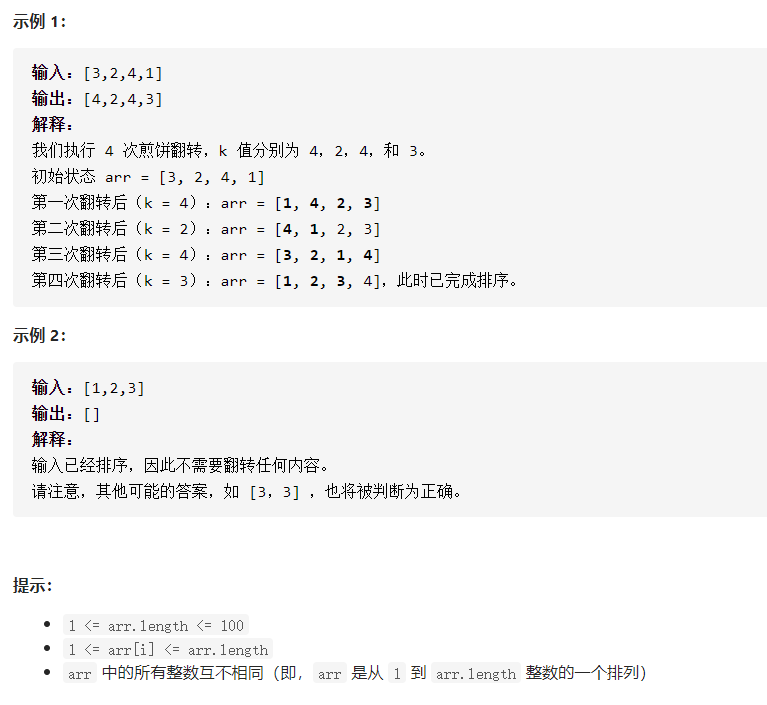 示例 1：
输入：[3,2,4,1]
输出：[4,2,4,3]
解释：
我们执行 4 次煎饼翻转，k 值分别为 4，2，4，和 3。
初始状态 arr = [3, 2, 4, 1]
第一次翻转后（k = 4）：arr = [1, 4, 2, 3]
第二次翻转后（k = 2）：arr = [4, 1, 2, 3]
第三次翻转后（k = 4）：arr = [3, 2, 1, 4]
第四次翻转后（k = 3）：arr = [1, 2, 3, 4]，此时已完成排序。
示例 2：
输入：[1,2,3]
输出：[]
解释：
输入已经排序，因此不需要翻转任何内容。
请注意，其他可能的答案，如 [3，3] ，也将被判断为正确。
提示：
1 <= arr.length <= 100
1 <= arr[i] <= arr.length
arr 中的所有整数互不相同（即，arr 是从 1 到 arr.length 整数的一个排列）